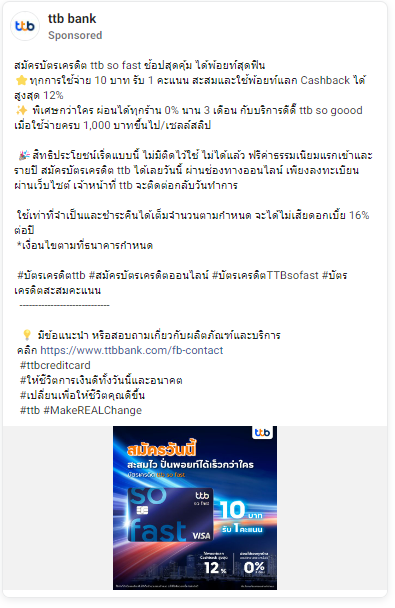 ttb bank
Sponsored
สมัครบัตรเครดิต ttb so fast ช้อปสุดคุ้ม ได้พ้อยท์สุดฟิน
⭐ทุกการใช้จ่าย 10 บาท รับ 1 คะแนน สะสมและใช้พ้อยท์แลก Cashback ได้
สูงสุด 12%
✨ พิเศษกว่าใคร ผ่อนได้ทุกร้าน 0% นาน 3 เดือน กับบริการดีดี๊ ttb so goood
เมื่อใช้จ่ายครบ 1,000 บาทขึ้นไป/เซลล์สลิป
🎉 สิทธิประโยชน์เริ่ดแบบนี้ ไม่มีติดไว้ใช้ ไม่ได้แล้ว ฟรีค่าธรรมเนียมแรกเข้าและ
รายปี สมัครบัตรเครดิต ttb ได้เลยวันนี้ ผ่านช่องทางออนไลน์ เพียงลงทะเบียน
ผ่านเว็บไซต์ เจ้าหน้าที่ ttb จะติดต่อกลับวันทำการ
ใช้เท่าที่จำเป็นและชำระคืนได้เต็มจำนวนตามกำหนด จะได้ไม่เสียดอกเบี้ย 16%
ต่อปี
*เงื่อนไขตามที่ธนาคารกำหนด
#บัตรเครดิตttb #สมัครบัตรเครดิตออนไลน์ #บัตรเครดิตTTBsofast #บัตร
เครดิตสะสมคะแนน
-----------------------------
💡 มีข้อแนะนำ หรือสอบถามเกี่ยวกับผลิตภัณฑ์และบริการ
คลิก https://www.ttbbank.com/fb-contact
#ttbcreditcard
#ให้ชีวิตการเงินดีทั้งวันนี้และอนาคต
#เปลี่ยนเพื่อให้ชีวิตคุณดีขึ้น
#ttb #MakeREALChange
ttb
สมัครวันนี้
สะสมไว ปั่นพอยท์ได้เร็วกว่าใคร
บัตรเครดิต ttb so fast
so fast
ttb
so fast
VISA
10 บาท
รับ 1 คะแนน
12%
0%